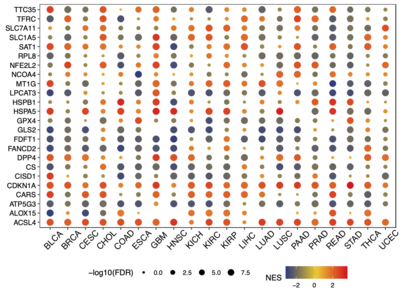 TTC35
TFRC
SLC7A11
SLC1A5
SAT1
RPL8
NFE2L2
NCOA4
MT1G
LPCAT3
HSPB1
HSPA5
GPX4
GLS2
FDFT1
FANCD2
DPP4
CS
CISD1
CDKN1A
CARS
ATP5G3
ALOX15
ACSL4
BLCA BRCA CESC CHOL COAD ESCA GBM HNSC KICH KIRC KIRP LIHC LUAD LUSC PAAD PRAD READ STAD THCA UCEC
−log10(FDR) 0.0 2.5 5.0 7.5 NES
−2 0 2